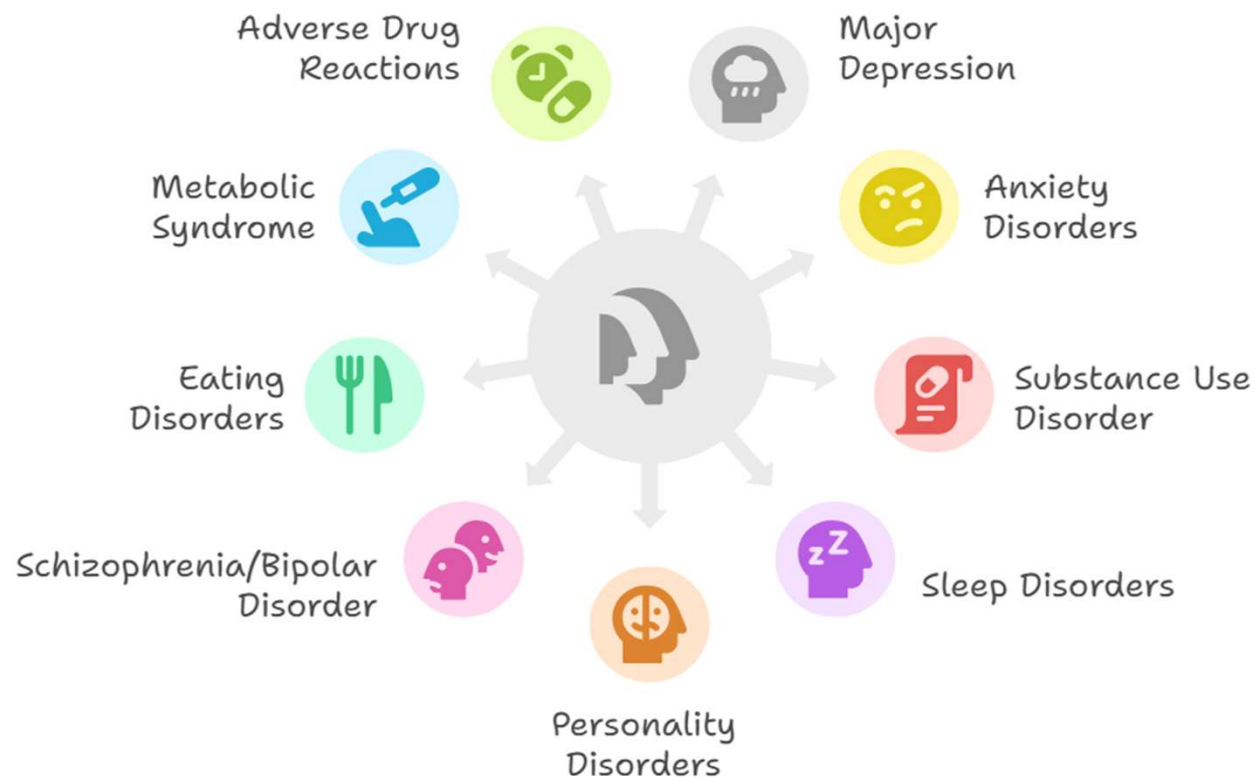 Adverse Drug
Reactions
Major
Depression
Metabolic
Syndrome
Anxiety
Disorders
Eating
Disorders
Substance Use
Disorder
Schizophrenia/Bipolar
Disorder
Sleep Disorders
Personality
Disorders